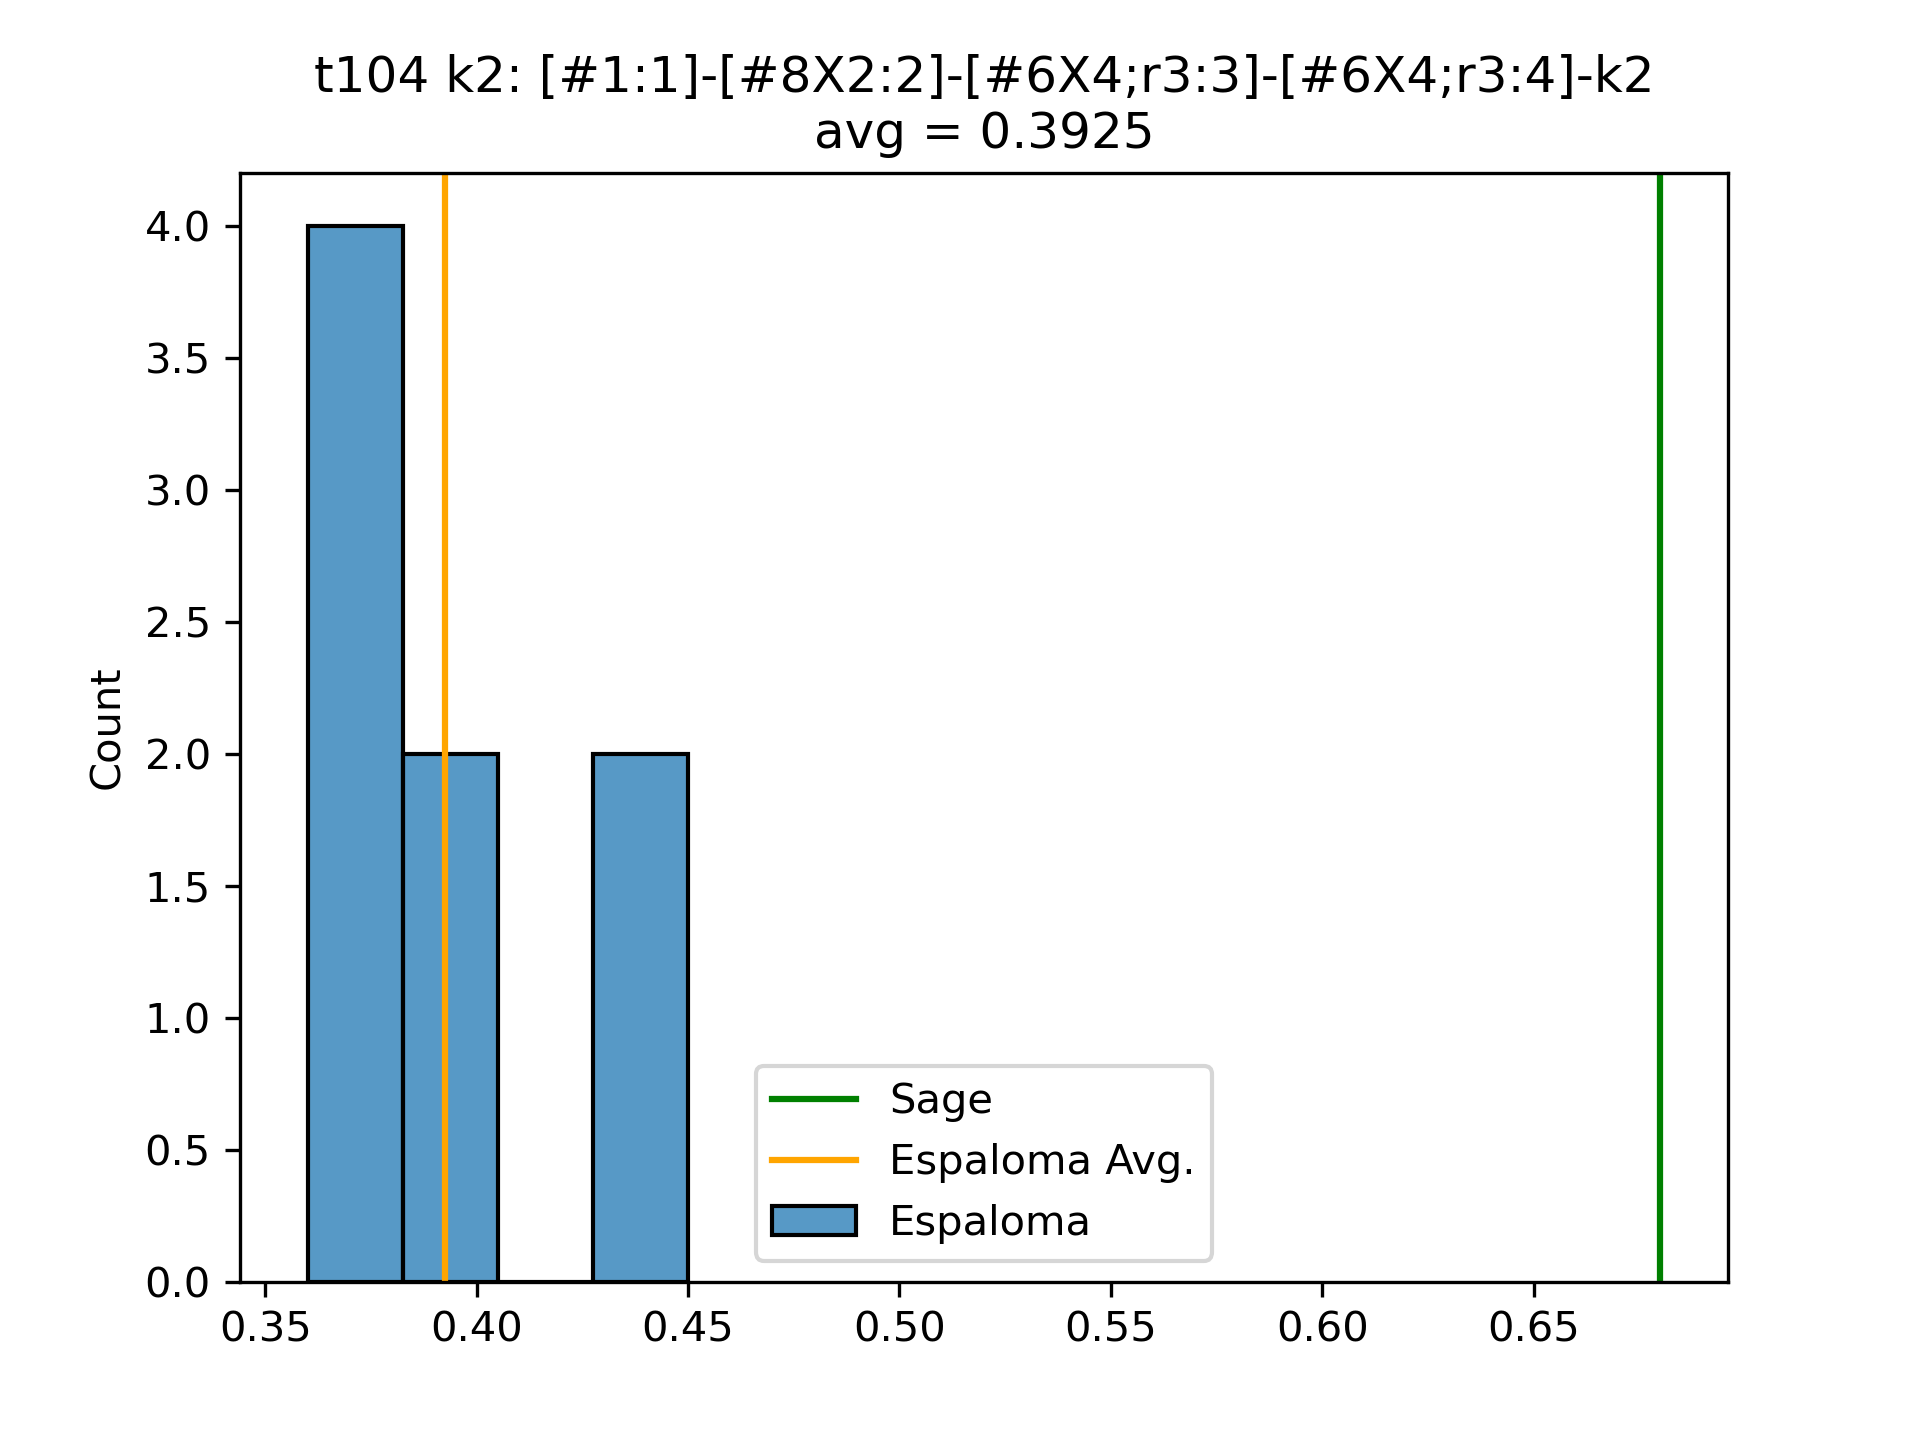 t104 k2: [#1:1]-[#8X2:2]-[#6X4;r3:3]-[#6X4;r3:4]-k2
avg = 0.3925
4.0
3.5
3.0
2.5
2.0
1.5
1.0
0.5
0.0
Count
Sage
Espaloma Avg.
Espaloma
0.35 0.40 0.45 0.50 0.55 0.60 0.65